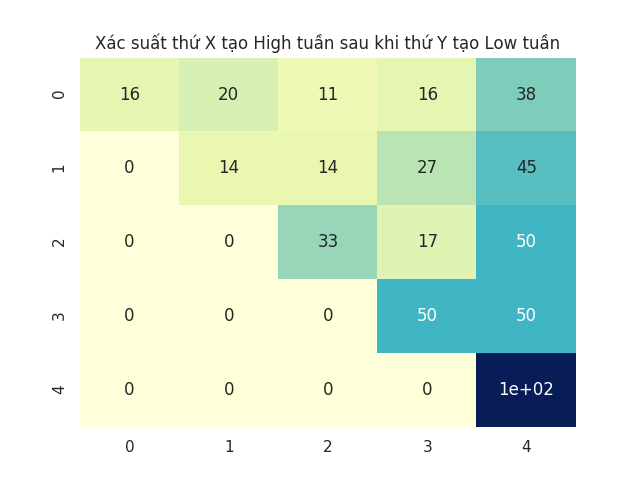 Xác suất thứ X tạo High tuần sau khi thứ Y tạo Low tuần
0 16 20 11 16 38
1 0 14 14 27 45
2 0 0 33 17 50
3 0 0 0 50 50
4 0 0 0 0 1e+02
0 1 2 3 4